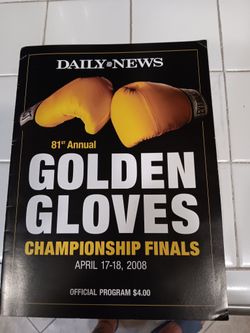 DAILY NEWS
81st Annual
GOLDEN
GLOVES
CHAMPIONSHIP FINALS
APRIL 17-18, 2008
OFFICIAL PROGRAM $4.00